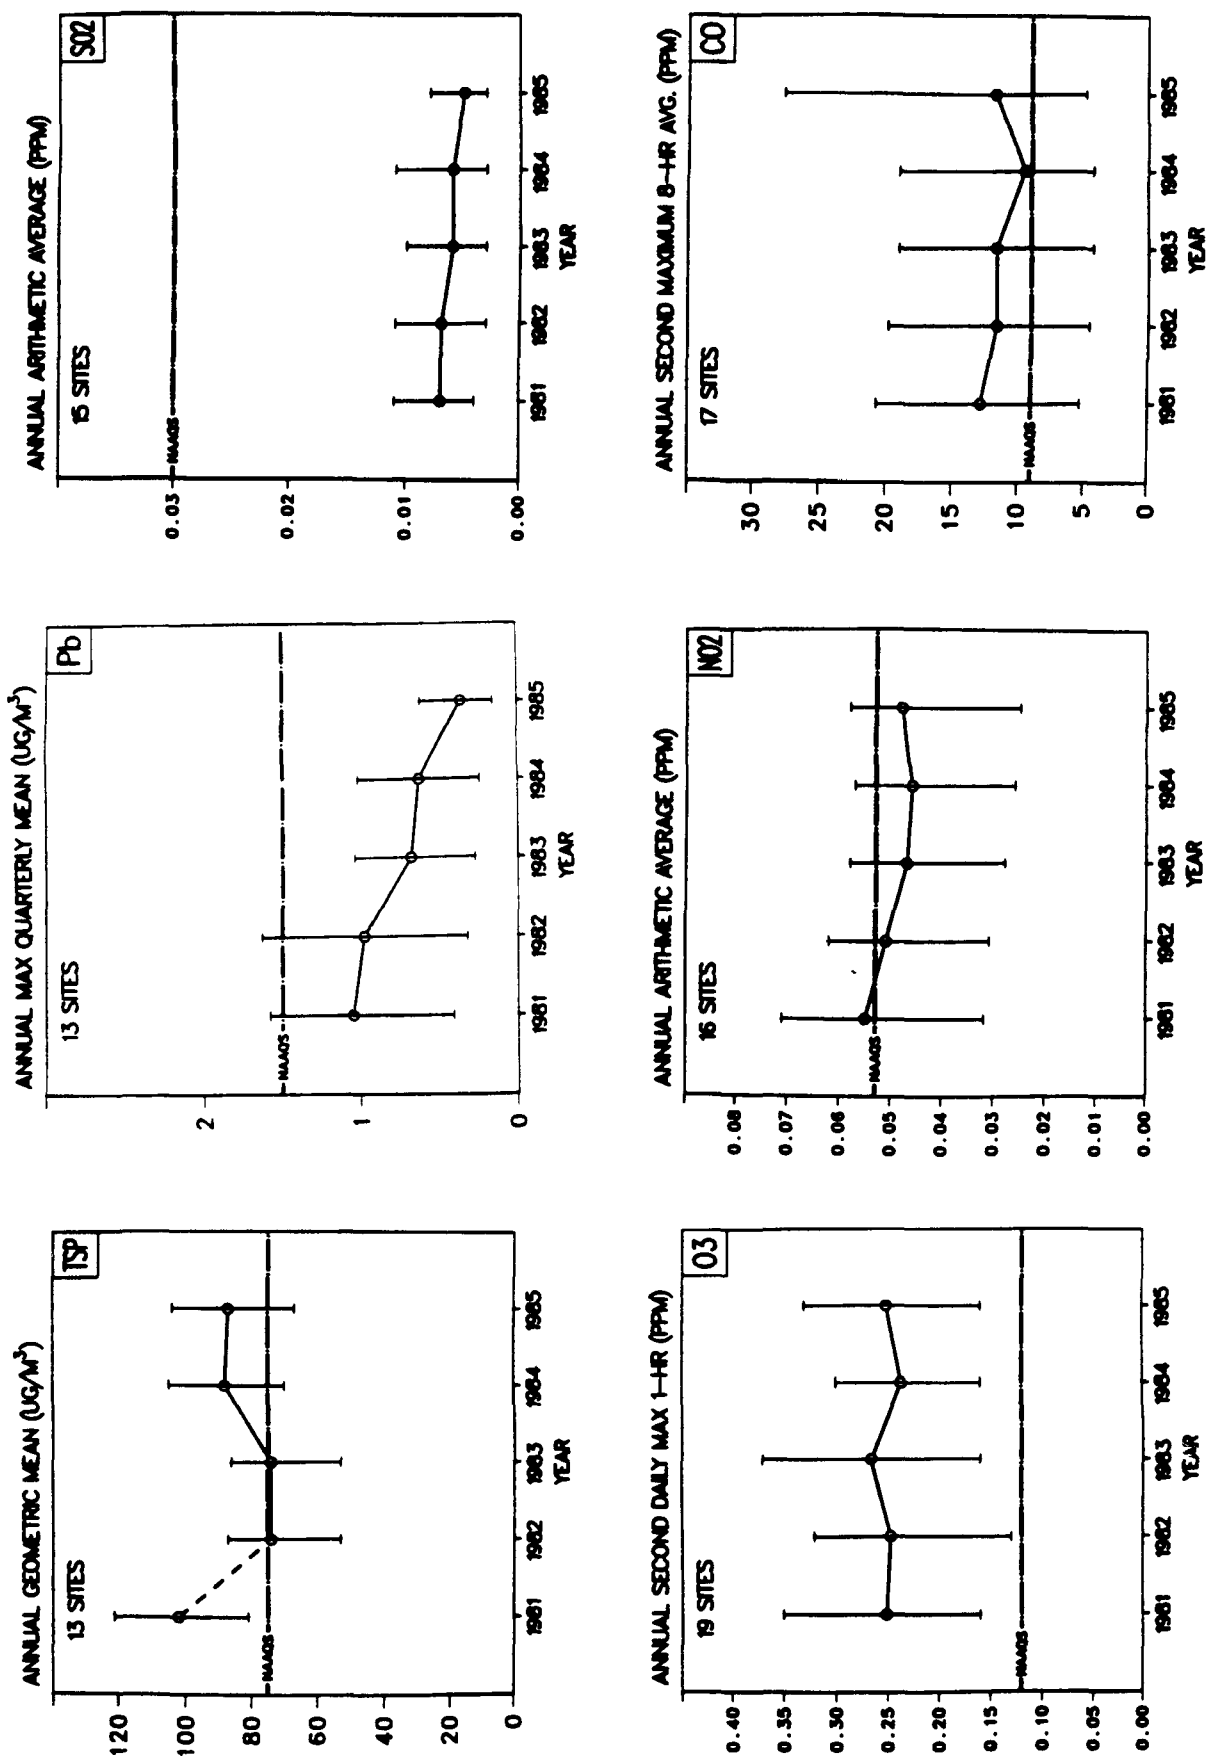 ANNUAL GEOMETRIC MEAN (UG/M³)
TSP
13 SITES
120
100
80
60
40
20
0
NAAQS
1981 1982 1983 1984 1985
YEAR
ANNUAL MAX QUARTERLY MEAN (UG/M³)
Pb
13 SITES
2
1
0
NAAQS
1981 1982 1983 1984 1985
YEAR
ANNUAL ARITHMETIC AVERAGE (PPM)
SO2
15 SITES
0.03
0.02
0.01
0.00
NAAQS
1981 1982 1983 1984 1985
YEAR
ANNUAL SECOND DAILY MAX 1-HR (PPM)
O3
19 SITES
0.40
0.35
0.30
0.25
0.20
0.15
0.10
0.05
0.00
NAAQS
1981 1982 1983 1984 1985
YEAR
ANNUAL ARITHMETIC AVERAGE (PPM)
NO2
16 SITES
0.08
0.07
0.06
0.05
0.04
0.03
0.02
0.01
0.00
NAAQS
1981 1982 1983 1984 1985
YEAR
ANNUAL SECOND MAXIMUM 8-HR AVG. (PPM)
CO
17 SITES
30
25
20
15
10
5
0
NAAQS
1981 1982 1983 1984 1985
YEAR